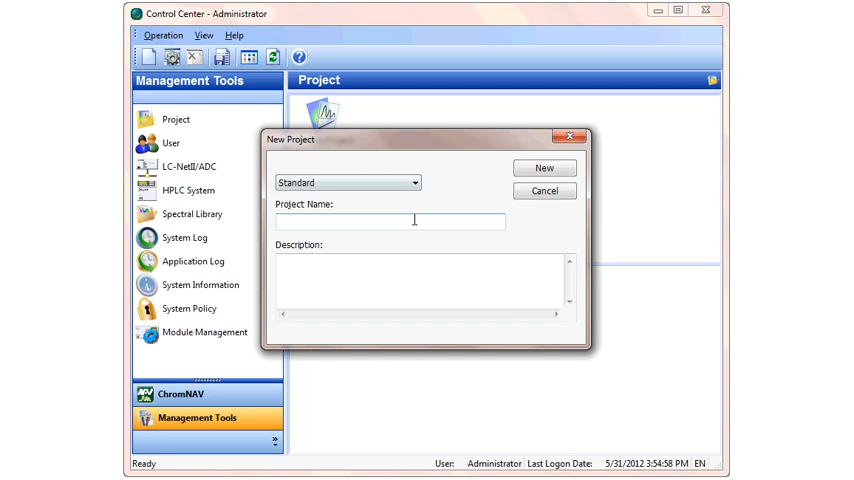 Control Center - Administrator
Operation View Help
Management Tools
Project
Project
User
LC-NetII/ADC
HPLC System
Spectral Library
System Log
Application Log
System Information
System Policy
Module Management
ChromNAV
Management Tools
New Project
Standard
New
Cancel
Project Name:
Description:
Ready
User: Administrator Last Logon Date: 5/31/2012 3:54:58 PM EN